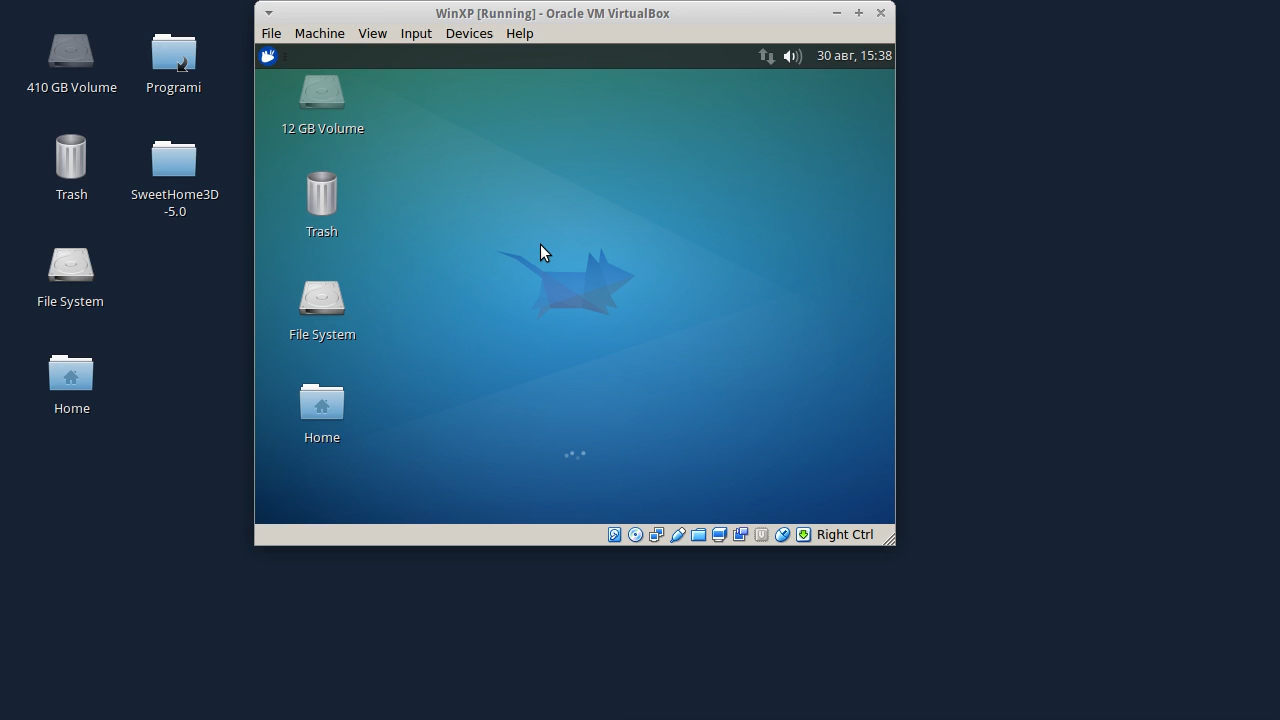 WinXP [Running] - Oracle VM VirtualBox
File Machine View Input Devices Help
30 авг, 15:38
410 GB Volume
Programi
Trash
SweetHome3D
-5.0
File System
Home
12 GB Volume
Trash
File System
Home
Right Ctrl